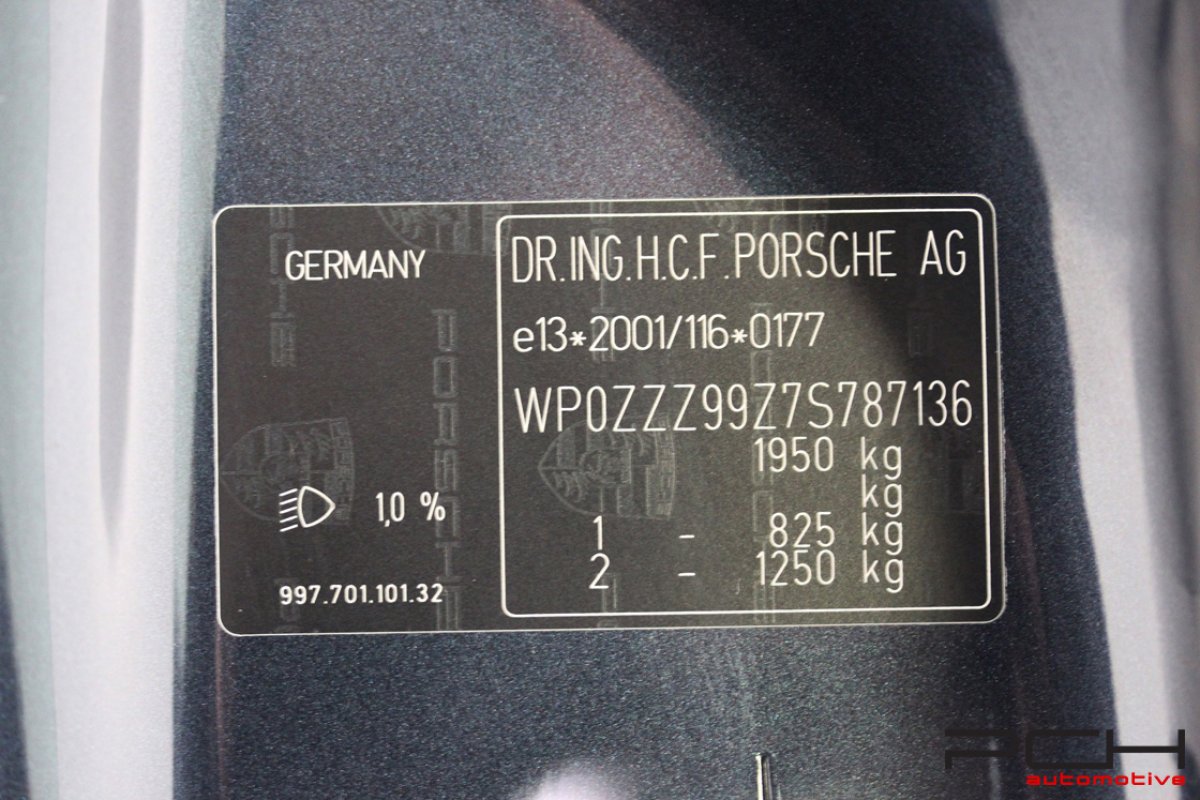 GERMANY
1,0 %
997.701.101.32
DR.ING.H.C.F.PORSCHE AG
e13*2001/116*0177
WP0ZZZ99Z7S787136
1950 kg
kg
1 - 825 kg
2 - 1250 kg
PCH
automotive